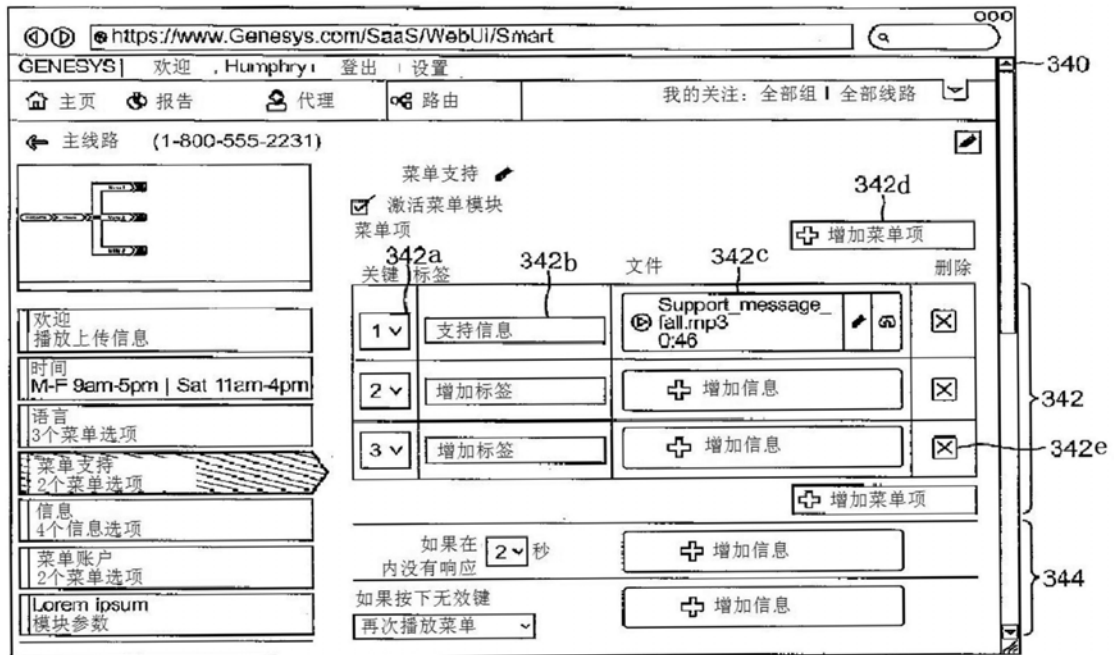 https://www.Genesys.com/SaaS/WebUI/Smart
GENESYS| 欢迎 ,Humphry 登出 | 设置
340
主页 报告 代理 路由 我的关注: 全部组 | 全部线路
主线路 (1-800-555-2231)
菜单支持
激活菜单模块
342d
菜单项
增加菜单项
342a 342b 342c
关键 标签 文件 删除
1 支持信息 Support_message_
fall.mp3
0:46
2 增加标签 增加信息
342
3 增加标签 增加信息
342e
增加菜单项
如果在 2 秒
内没有响应
增加信息
344
如果按下无效键
增加信息
再次播放菜单
欢迎
播放上传信息
时间
M-F 9am-5pm | Sat 11am-4pm
语言
3个菜单选项
菜单支持
2个菜单选项
信息
4个信息选项
菜单账户
2个菜单选项
Lorem ipsum
模块参数